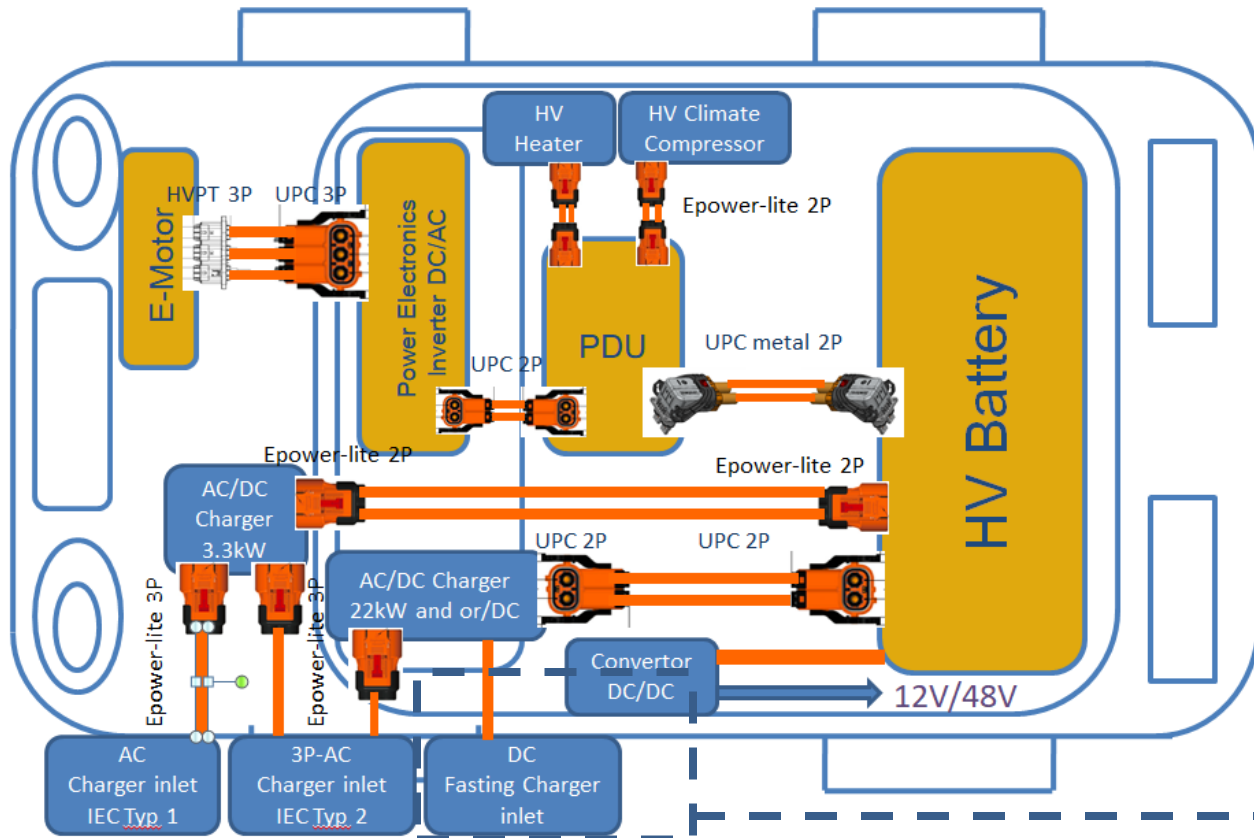 HV
Heater
HV Climate
Compressor
HVPT 3P
UPC 3P
Epower-lite 2P
E-Motor
Power Electronics
Inverter DC/AC
PDU
UPC metal 2P
HV Battery
UPC 2P
Epower-lite 2P
Epower-lite 2P
AC/DC
Charger
3.3kW
UPC 2P
UPC 2P
AC/DC Charger
22kW and or/DC
Epower-lite 3P
Epower-lite 3P
Convertor
DC/DC
12V/48V
AC
Charger inlet
IEC Typ 1
3P-AC
Charger inlet
IEC Typ 2
DC
Fasting Charger
inlet